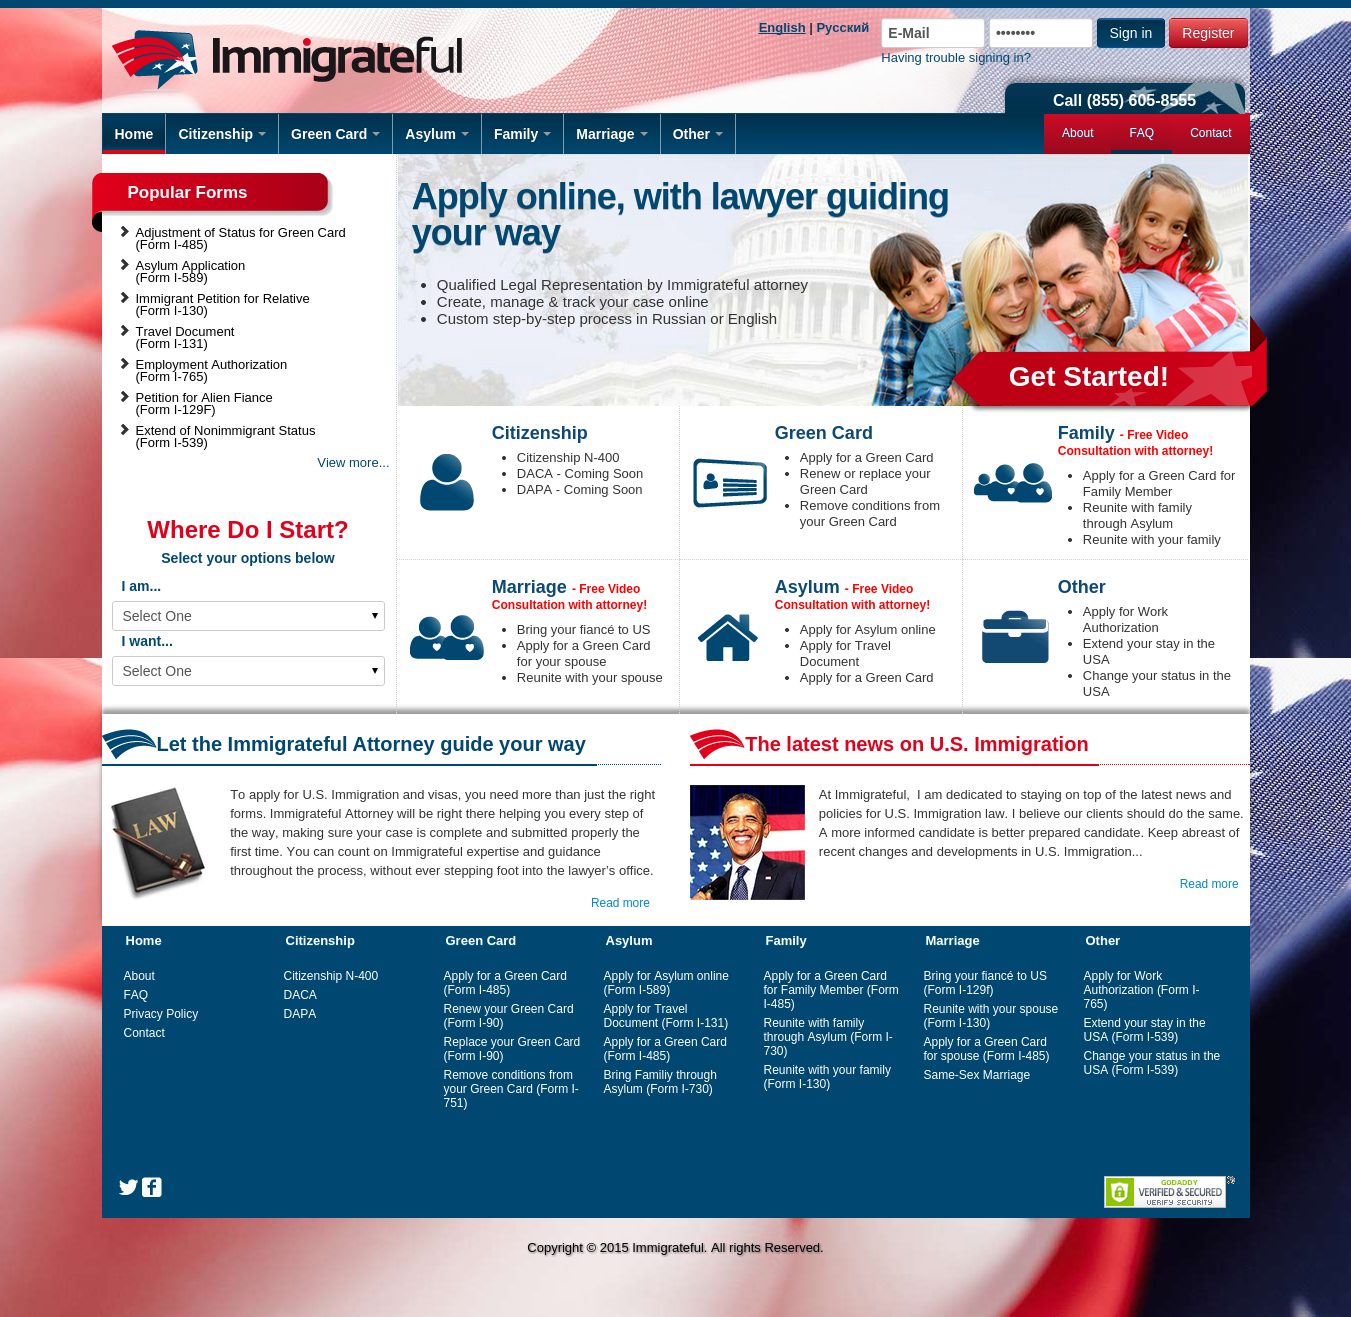 English | Русский
E-Mail
••••••••
Sign in
Register
Having trouble signing in?
Immigrateful
Call (855) 605-8555
Home
Citizenship
Green Card
Asylum
Family
Marriage
Other
About
FAQ
Contact
Popular Forms
Adjustment of Status for Green Card
(Form I-485)
Asylum Application
(Form I-589)
Immigrant Petition for Relative
(Form I-130)
Travel Document
(Form I-131)
Employment Authorization
(Form I-765)
Petition for Alien Fiance
(Form I-129F)
Extend of Nonimmigrant Status
(Form I-539)
View more...
Where Do I Start?
Select your options below
I am...
Select One
I want...
Select One
Apply online, with lawyer guiding
your way
Qualified Legal Representation by Immigrateful attorney
Create, manage & track your case online
Custom step-by-step process in Russian or English
Get Started!
Citizenship
Citizenship N-400
DACA - Coming Soon
DAPA - Coming Soon
Green Card
Apply for a Green Card
Renew or replace your
Green Card
Remove conditions from
your Green Card
Family - Free Video
Consultation with attorney!
Apply for a Green Card for
Family Member
Reunite with family
through Asylum
Reunite with your family
Marriage - Free Video
Consultation with attorney!
Bring your fiancé to US
Apply for a Green Card
for your spouse
Reunite with your spouse
Asylum - Free Video
Consultation with attorney!
Apply for Asylum online
Apply for Travel
Document
Apply for a Green Card
Other
Apply for Work
Authorization
Extend your stay in the
USA
Change your status in the
USA
Let the Immigrateful Attorney guide your way
LAW
To apply for U.S. Immigration and visas, you need more than just the right
forms. Immigrateful Attorney will be right there helping you every step of
the way, making sure your case is complete and submitted properly the
first time. You can count on Immigrateful expertise and guidance
throughout the process, without ever stepping foot into the lawyer's office.
Read more
The latest news on U.S. Immigration
At Immigrateful, I am dedicated to staying on top of the latest news and
policies for U.S. Immigration law. I believe our clients should do the same.
A more informed candidate is better prepared candidate. Keep abreast of
recent changes and developments in U.S. Immigration...
Read more
Home
About
FAQ
Privacy Policy
Contact
Citizenship
Citizenship N-400
DACA
DAPA
Green Card
Apply for a Green Card
(Form I-485)
Renew your Green Card
(Form I-90)
Replace your Green Card
(Form I-90)
Remove conditions from
your Green Card (Form I-
751)
Asylum
Apply for Asylum online
(Form I-589)
Apply for Travel
Document (Form I-131)
Apply for a Green Card
(Form I-485)
Bring Familiy through
Asylum (Form I-730)
Family
Apply for a Green Card
for Family Member (Form
I-485)
Reunite with family
through Asylum (Form I-
730)
Reunite with your family
(Form I-130)
Marriage
Bring your fiancé to US
(Form I-129f)
Reunite with your spouse
(Form I-130)
Apply for a Green Card
for spouse (Form I-485)
Same-Sex Marriage
Other
Apply for Work
Authorization (Form I-
765)
Extend your stay in the
USA (Form I-539)
Change your status in the
USA (Form I-539)
GODADDY
VERIFIED & SECURED
VERIFY SECURITY
Copyright © 2015 Immigrateful. All rights Reserved.